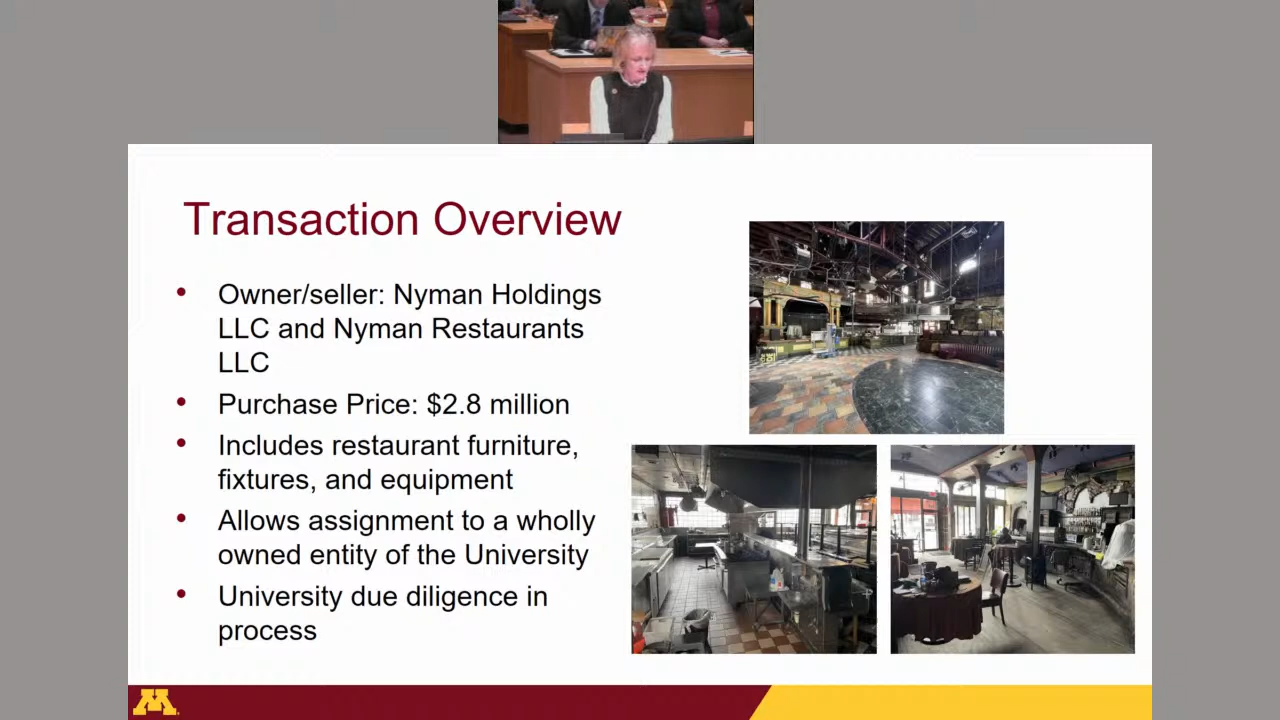 Transaction Overview
• Owner/seller: Nyman Holdings
LLC and Nyman Restaurants
LLC
• Purchase Price: $2.8 million
• Includes restaurant furniture,
fixtures, and equipment
• Allows assignment to a wholly
owned entity of the University
• University due diligence in
process
M